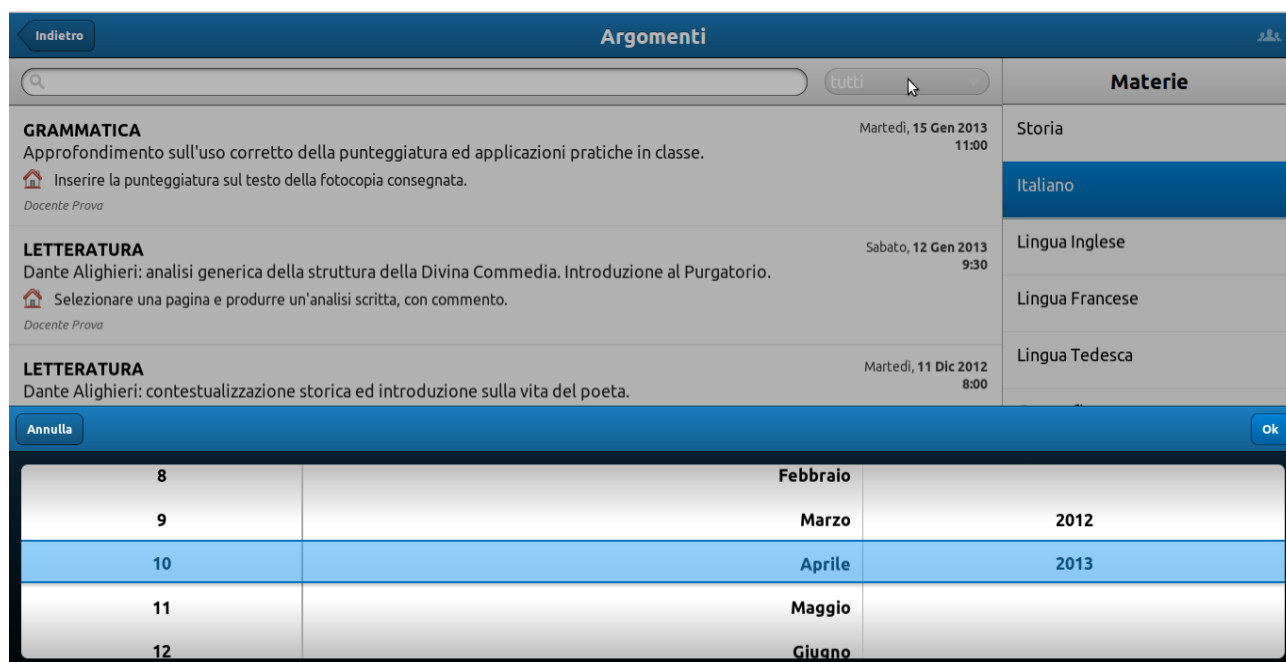 Indietro
Argomenti
tutti
Materie
GRAMMATICA
Martedì, 15 Gen 2013
11:00
Approfondimento sull'uso corretto della punteggiatura ed applicazioni pratiche in classe.
Inserire la punteggiatura sul testo della fotocopia consegnata.
Docente Prova
LETTERATURA
Sabato, 12 Gen 2013
9:30
Dante Alighieri: analisi generica della struttura della Divina Commedia. Introduzione al Purgatorio.
Selezionare una pagina e produrre un'analisi scritta, con commento.
Docente Prova
LETTERATURA
Martedì, 11 Dic 2012
8:00
Dante Alighieri: contestualizzazione storica ed introduzione sulla vita del poeta.
Storia
Italiano
Lingua Inglese
Lingua Francese
Lingua Tedesca
Annulla
Ok
8
Febbraio
9
Marzo
2012
10
Aprile
2013
11
Maggio
12
Giugno